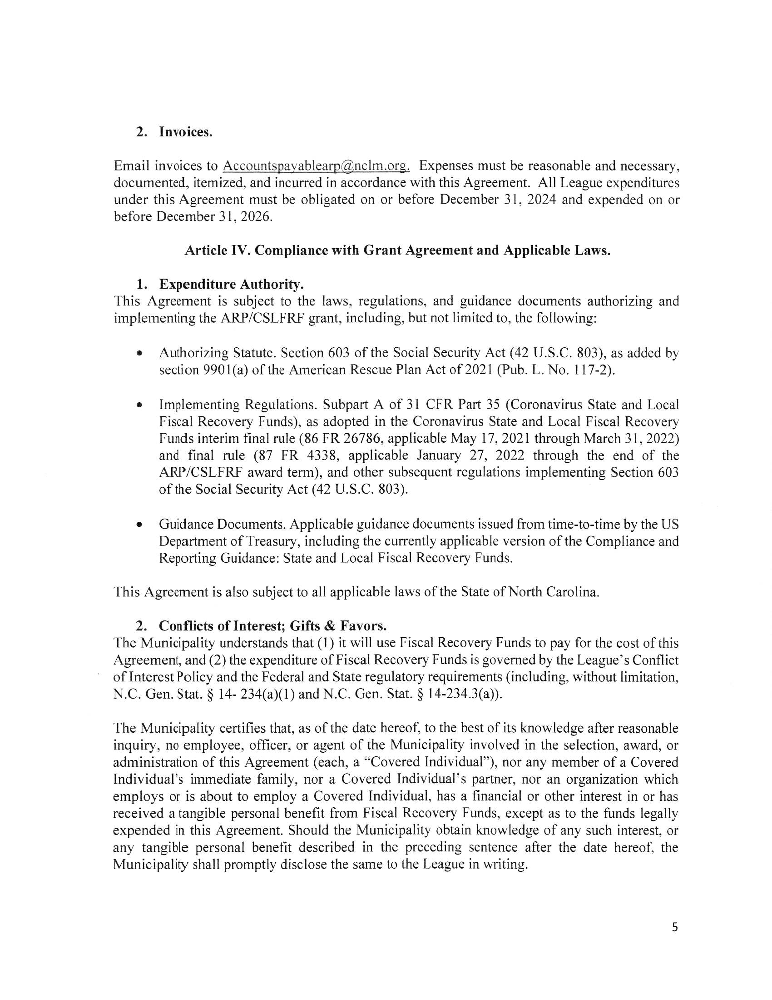 2. Invoices.
Email invoices to Accountspayablearp@nclm.org. Expenses must be reasonable and necessary,
documented, itemized, and incurred in accordance with this Agreement. All League expenditures
under this Agreement must be obligated on or before December 31, 2024 and expended on or
before December 31, 2026.
Article IV. Compliance with Grant Agreement and Applicable Laws.
1. Expenditure Authority.
This Agreement is subject to the laws, regulations, and guidance documents authorizing and
implementing the ARP/CSLFRF grant, including, but not limited to, the following:
• Authorizing Statute. Section 603 of the Social Security Act (42 U.S.C. 803), as added by
section 9901(a) of the American Rescue Plan Act of 2021 (Pub. L. No. 117-2).
• Implementing Regulations. Subpart A of 31 CFR Part 35 (Coronavirus State and Local
Fiscal Recovery Funds), as adopted in the Coronavirus State and Local Fiscal Recovery
Funds interim final rule (86 FR 26786, applicable May 17, 2021 through March 31, 2022)
and final rule (87 FR 4338, applicable January 27, 2022 through the end of the
ARP/CSLFRF award term), and other subsequent regulations implementing Section 603
of the Social Security Act (42 U.S.C. 803).
• Guidance Documents. Applicable guidance documents issued from time-to-time by the US
Department of Treasury, including the currently applicable version of the Compliance and
Reporting Guidance: State and Local Fiscal Recovery Funds.
This Agreement is also subject to all applicable laws of the State of North Carolina.
2. Conflicts of Interest; Gifts & Favors.
The Municipality understands that (1) it will use Fiscal Recovery Funds to pay for the cost of this
Agreement, and (2) the expenditure of Fiscal Recovery Funds is governed by the League's Conflict
of Interest Policy and the Federal and State regulatory requirements (including, without limitation,
N.C. Gen. Stat. § 14- 234(a)(1) and N.C. Gen. Stat. § 14-234.3(a)).
The Municipality certifies that, as of the date hereof, to the best of its knowledge after reasonable
inquiry, no employee, officer, or agent of the Municipality involved in the selection, award, or
administration of this Agreement (each, a “Covered Individual”), nor any member of a Covered
Individual's immediate family, nor a Covered Individual's partner, nor an organization which
employs or is about to employ a Covered Individual, has a financial or other interest in or has
received a tangible personal benefit from Fiscal Recovery Funds, except as to the funds legally
expended in this Agreement. Should the Municipality obtain knowledge of any such interest, or
any tangible personal benefit described in the preceding sentence after the date hereof, the
Municipality shall promptly disclose the same to the League in writing.
5